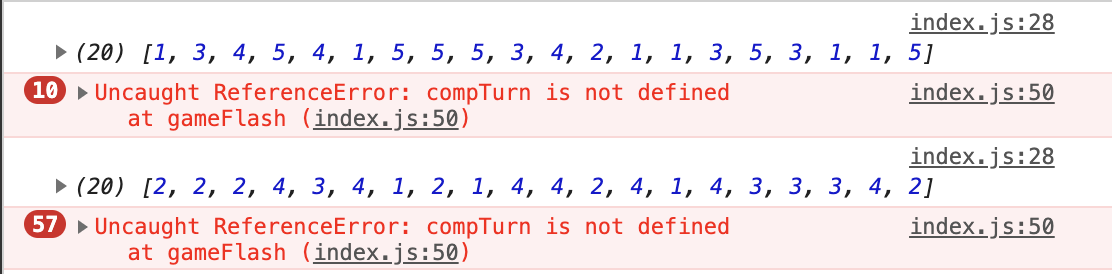 index.js:28
(20) [1, 3, 4, 5, 4, 1, 5, 5, 5, 3, 4, 2, 1, 1, 3, 5, 3, 1, 1, 5]
10 Uncaught ReferenceError: compTurn is not defined index.js:50
at gameFlash (index.js:50)
index.js:28
(20) [2, 2, 2, 4, 3, 4, 1, 2, 1, 4, 4, 2, 4, 1, 4, 3, 3, 3, 4, 2]
57 Uncaught ReferenceError: compTurn is not defined index.js:50
at gameFlash (index.js:50)